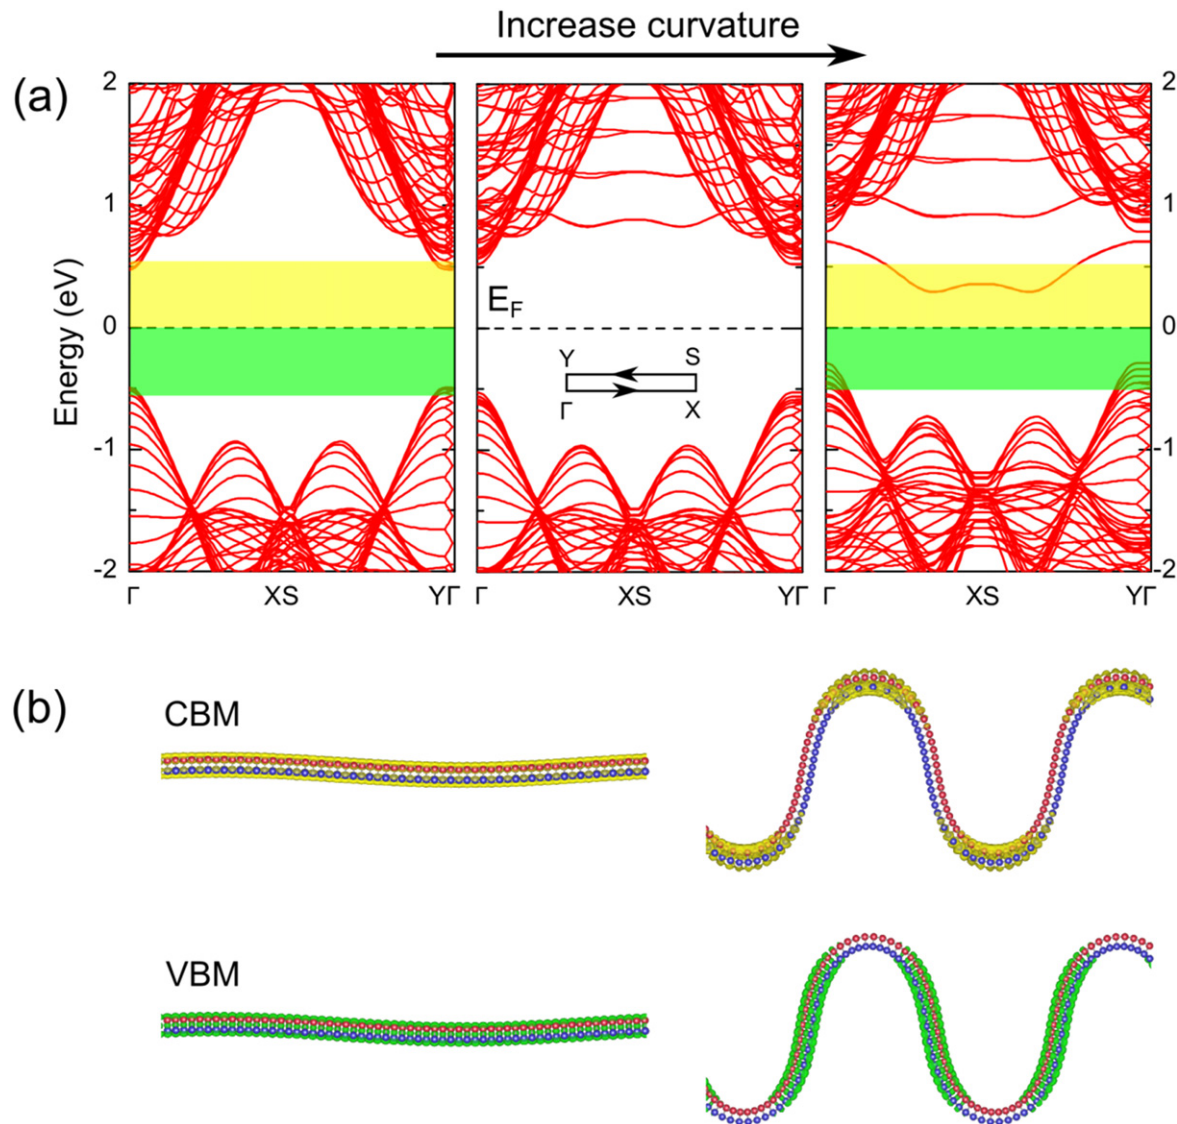 Increase curvature
(a)
Energy (eV)
2
1
0
-1
-2
E_F
Y S
Γ X
2
1
0
-1
-2
Γ XS YΓ
Γ XS YΓ
Γ XS YΓ
(b)
CBM
VBM